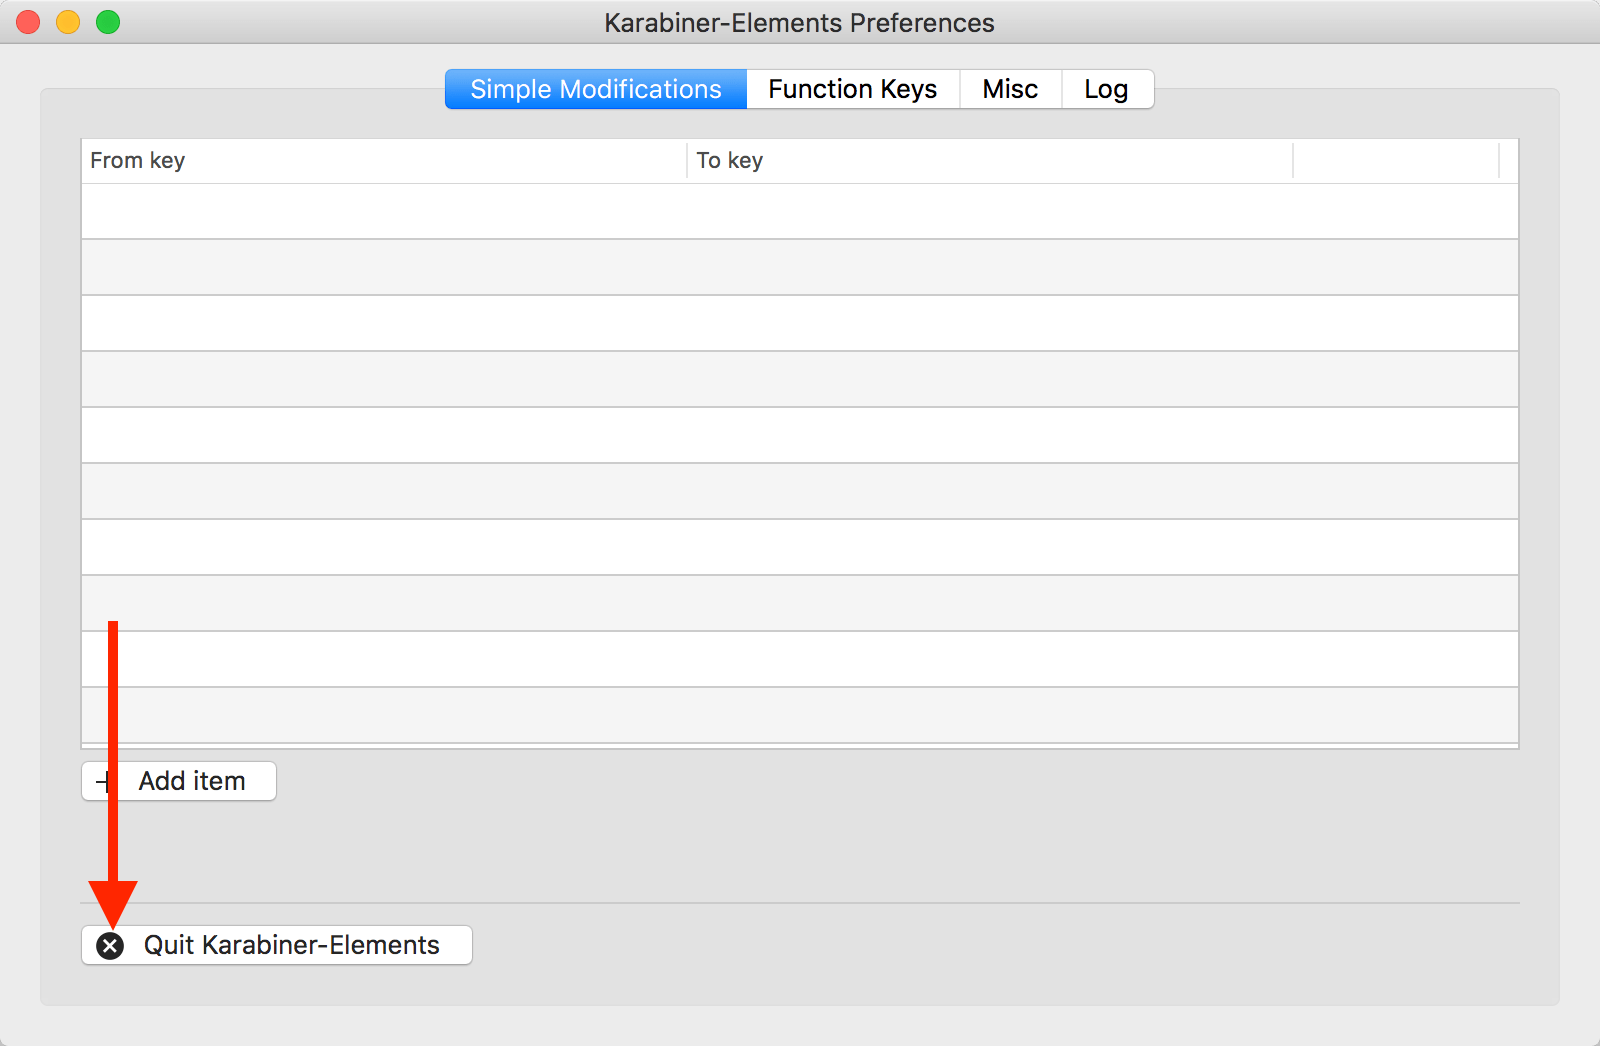 Karabiner-Elements Preferences
Simple Modifications Function Keys Misc Log
From key To key
Add item
Quit Karabiner-Elements